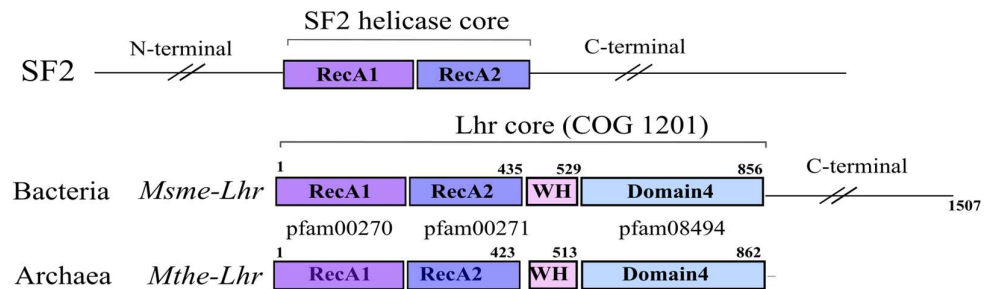 SF2 helicase core
N-terminal
C-terminal
SF2
RecA1 RecA2
Lhr core (COG 1201)
C-terminal
1 435 529 856
Bacteria Msme-Lhr RecA1 RecA2 WH Domain4
1507
pfam00270 pfam00271 pfam08494
1 423 513 862
Archaea Mthe-Lhr RecA1 RecA2 WH Domain4